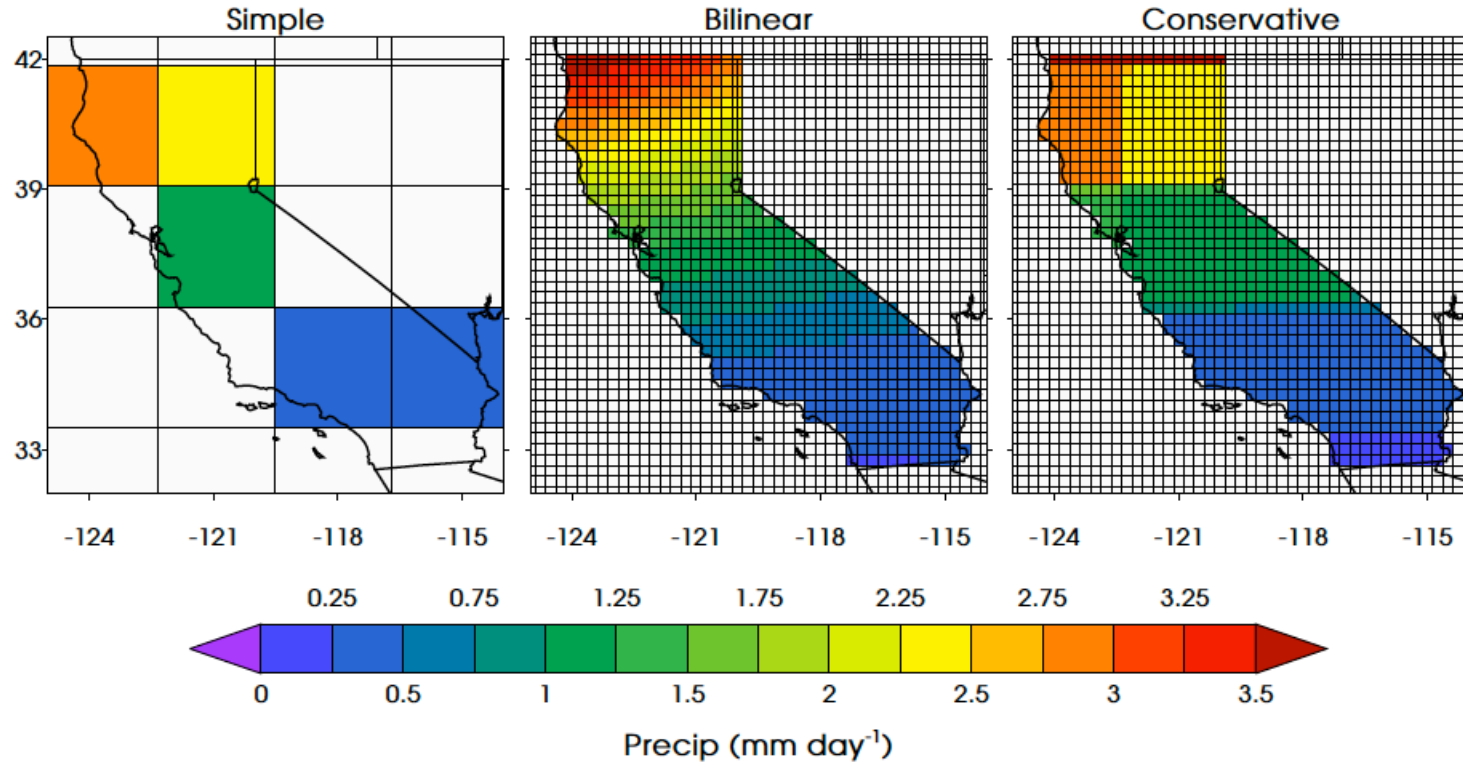 Simple Bilinear Conservative
42
39
36
33
-124 -121 -118 -115 -124 -121 -118 -115 -124 -121 -118 -115
0.25 0.75 1.25 1.75 2.25 2.75 3.25
0 0.5 1 1.5 2 2.5 3 3.5
Precip (mm day⁻¹)